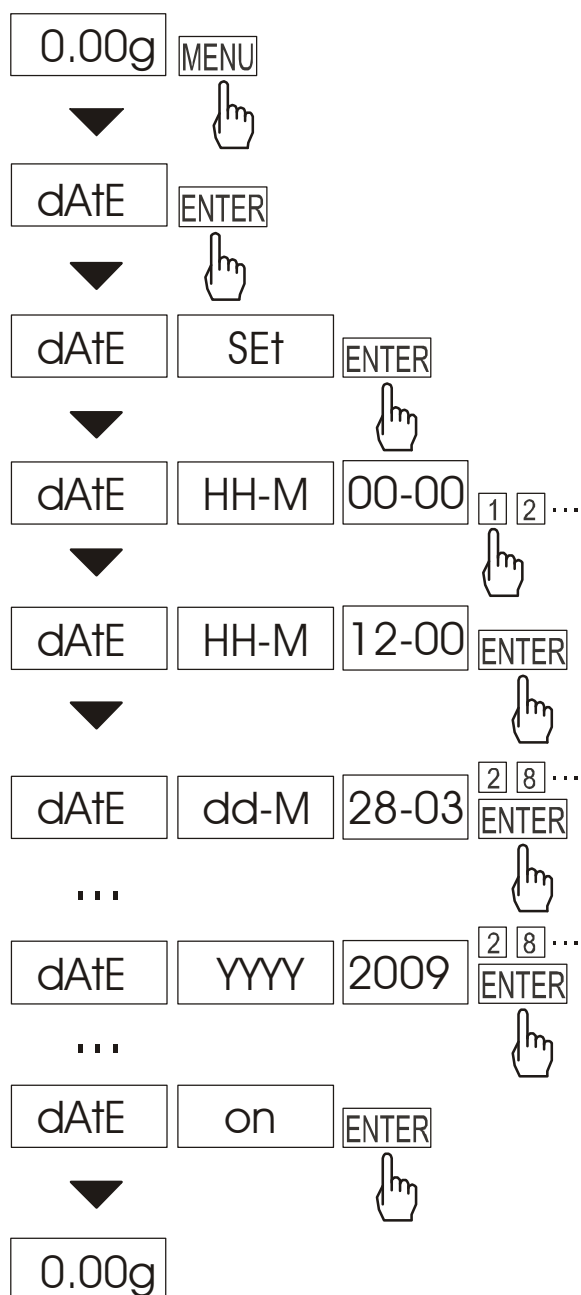 0.00g MENU
dAtE ENTER
dAtE SEt ENTER
dAtE HH-M 00-00 1 2 ...
dAtE HH-M 12-00 ENTER
2 8 ...
dAtE dd-M 28-03 ENTER
...
2 8 ...
dAtE YYYY 2009 ENTER
...
dAtE on ENTER
0.00g